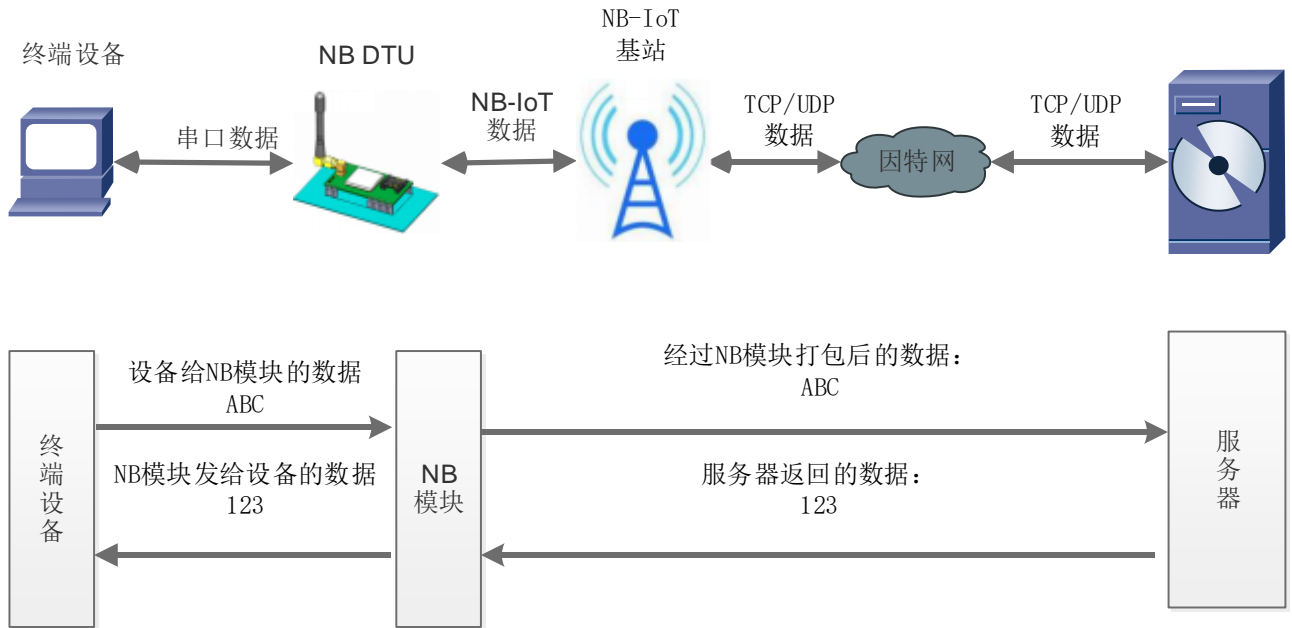 NB-IoT
基站
终端设备
NB DTU
NB-IoT
数据
TCP/UDP
数据
TCP/UDP
数据
串口数据
因特网
设备给NB模块的数据
ABC
经过NB模块打包后的数据：
ABC
终端设备
NB模块发给设备的数据
123
NB
模块
服务器返回的数据：
123
服务器